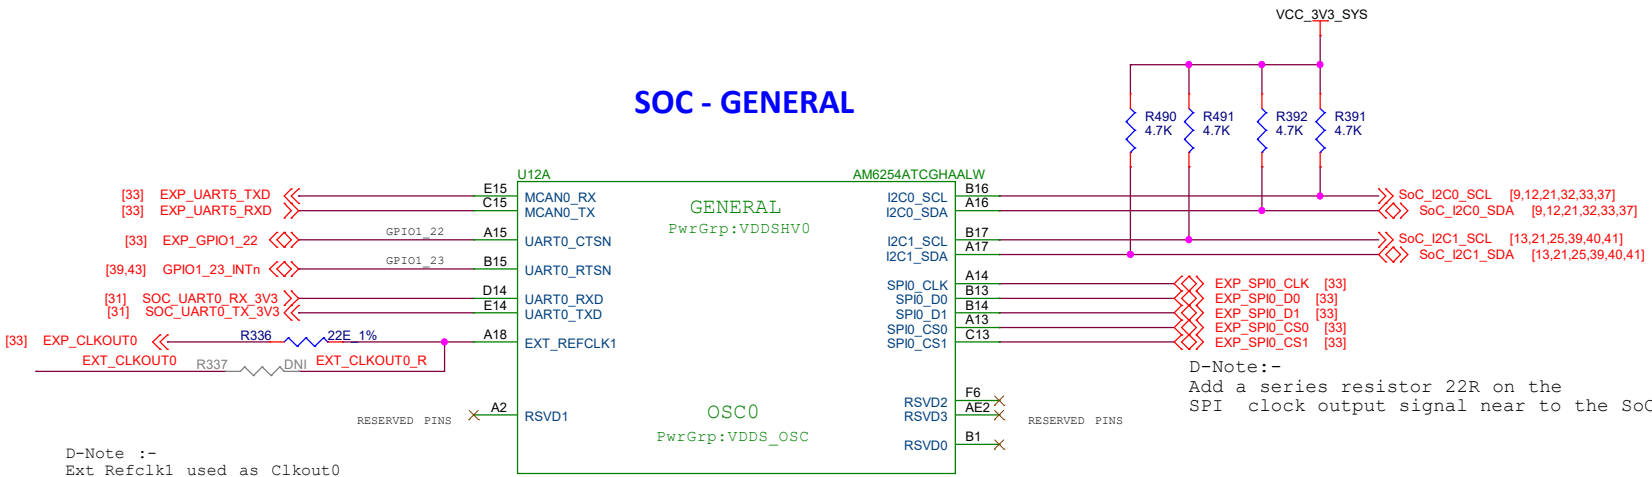 VCC_3V3_SYS
SOC - GENERAL
R490 R491 R392 R391
4.7K 4.7K 4.7K 4.7K
U12A AM6254ATCGHAALW
[33] EXP_UART5_TXD E15 MCAN0_RX
[33] EXP_UART5_RXD C15 MCAN0_TX
[33] EXP_GPIO1_22 GPIO1_22 A15 UART0_CTSN
[39,43] GPIO1_23_INTn GPIO1_23 B15 UART0_RTSN
[31] SOC_UART0_RX_3V3 D14 UART0_RXD
[31] SOC_UART0_TX_3V3 E14 UART0_TXD
[33] EXP_CLKOUT0 R336 22E_1% A18 EXT_REFCLK1
EXT_CLKOUT0 R337 DNI EXT_CLKOUT0_R
RESERVED PINS A2 RSVD1
GENERAL
PwrGrp:VDDSHV0
OSC0
PwrGrp:VDDS_OSC
I2C0_SCL B16 SoC_I2C0_SCL [9,12,21,32,33,37]
I2C0_SDA A16 SoC_I2C0_SDA [9,12,21,32,33,37]
I2C1_SCL B17 SoC_I2C1_SCL [13,21,25,39,40,41]
I2C1_SDA A17 SoC_I2C1_SDA [13,21,25,39,40,41]
SPI0_CLK A14 EXP_SPI0_CLK [33]
SPI0_D0 B13 EXP_SPI0_D0 [33]
SPI0_D1 B14 EXP_SPI0_D1 [33]
SPI0_CS0 A13 EXP_SPI0_CS0 [33]
SPI0_CS1 C13 EXP_SPI0_CS1 [33]
RSVD2 F6
RSVD3 AE2 RESERVED PINS
RSVD0 B1
D-Note:-
Add a series resistor 22R on the
SPI clock output signal near to the SoC
D-Note :-
Ext Refclk1 used as Clkout0